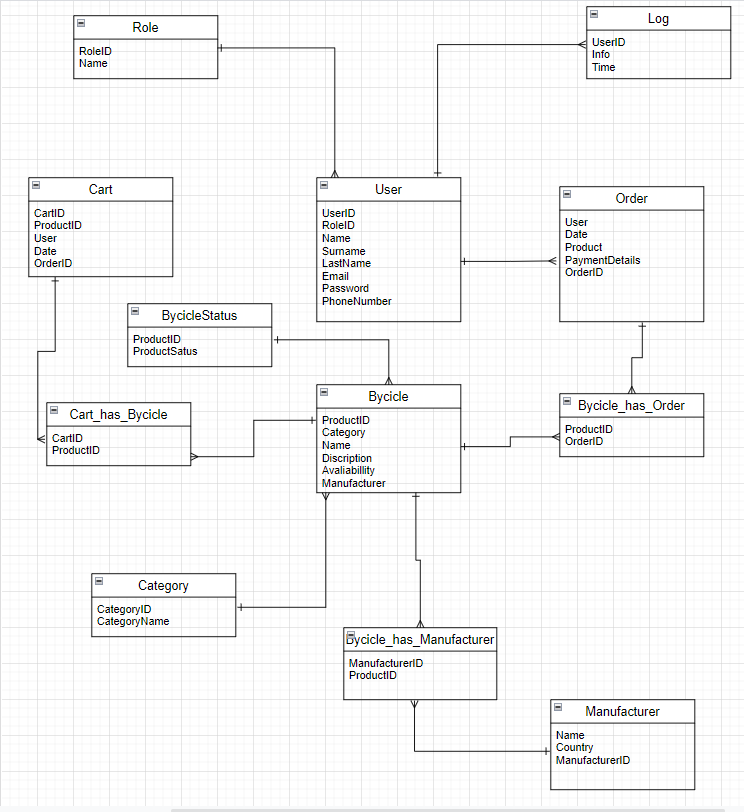 Role
RoleID
Name
Log
UserID
Info
Time
Cart
CartID
ProductID
User
Date
OrderID
User
UserID
RoleID
Name
Surname
LastName
Email
Password
PhoneNumber
Order
User
Date
Product
PaymentDetails
OrderID
BycicleStatus
ProductID
ProductSatus
Cart_has_Bycicle
CartID
ProductID
Bycicle
ProductID
Category
Name
Discription
Avaliabillity
Manufacturer
Bycicle_has_Order
ProductID
OrderID
Category
CategoryID
CategoryName
Bycicle_has_Manufacturer
ManufacturerID
ProductID
Manufacturer
Name
Country
ManufacturerID